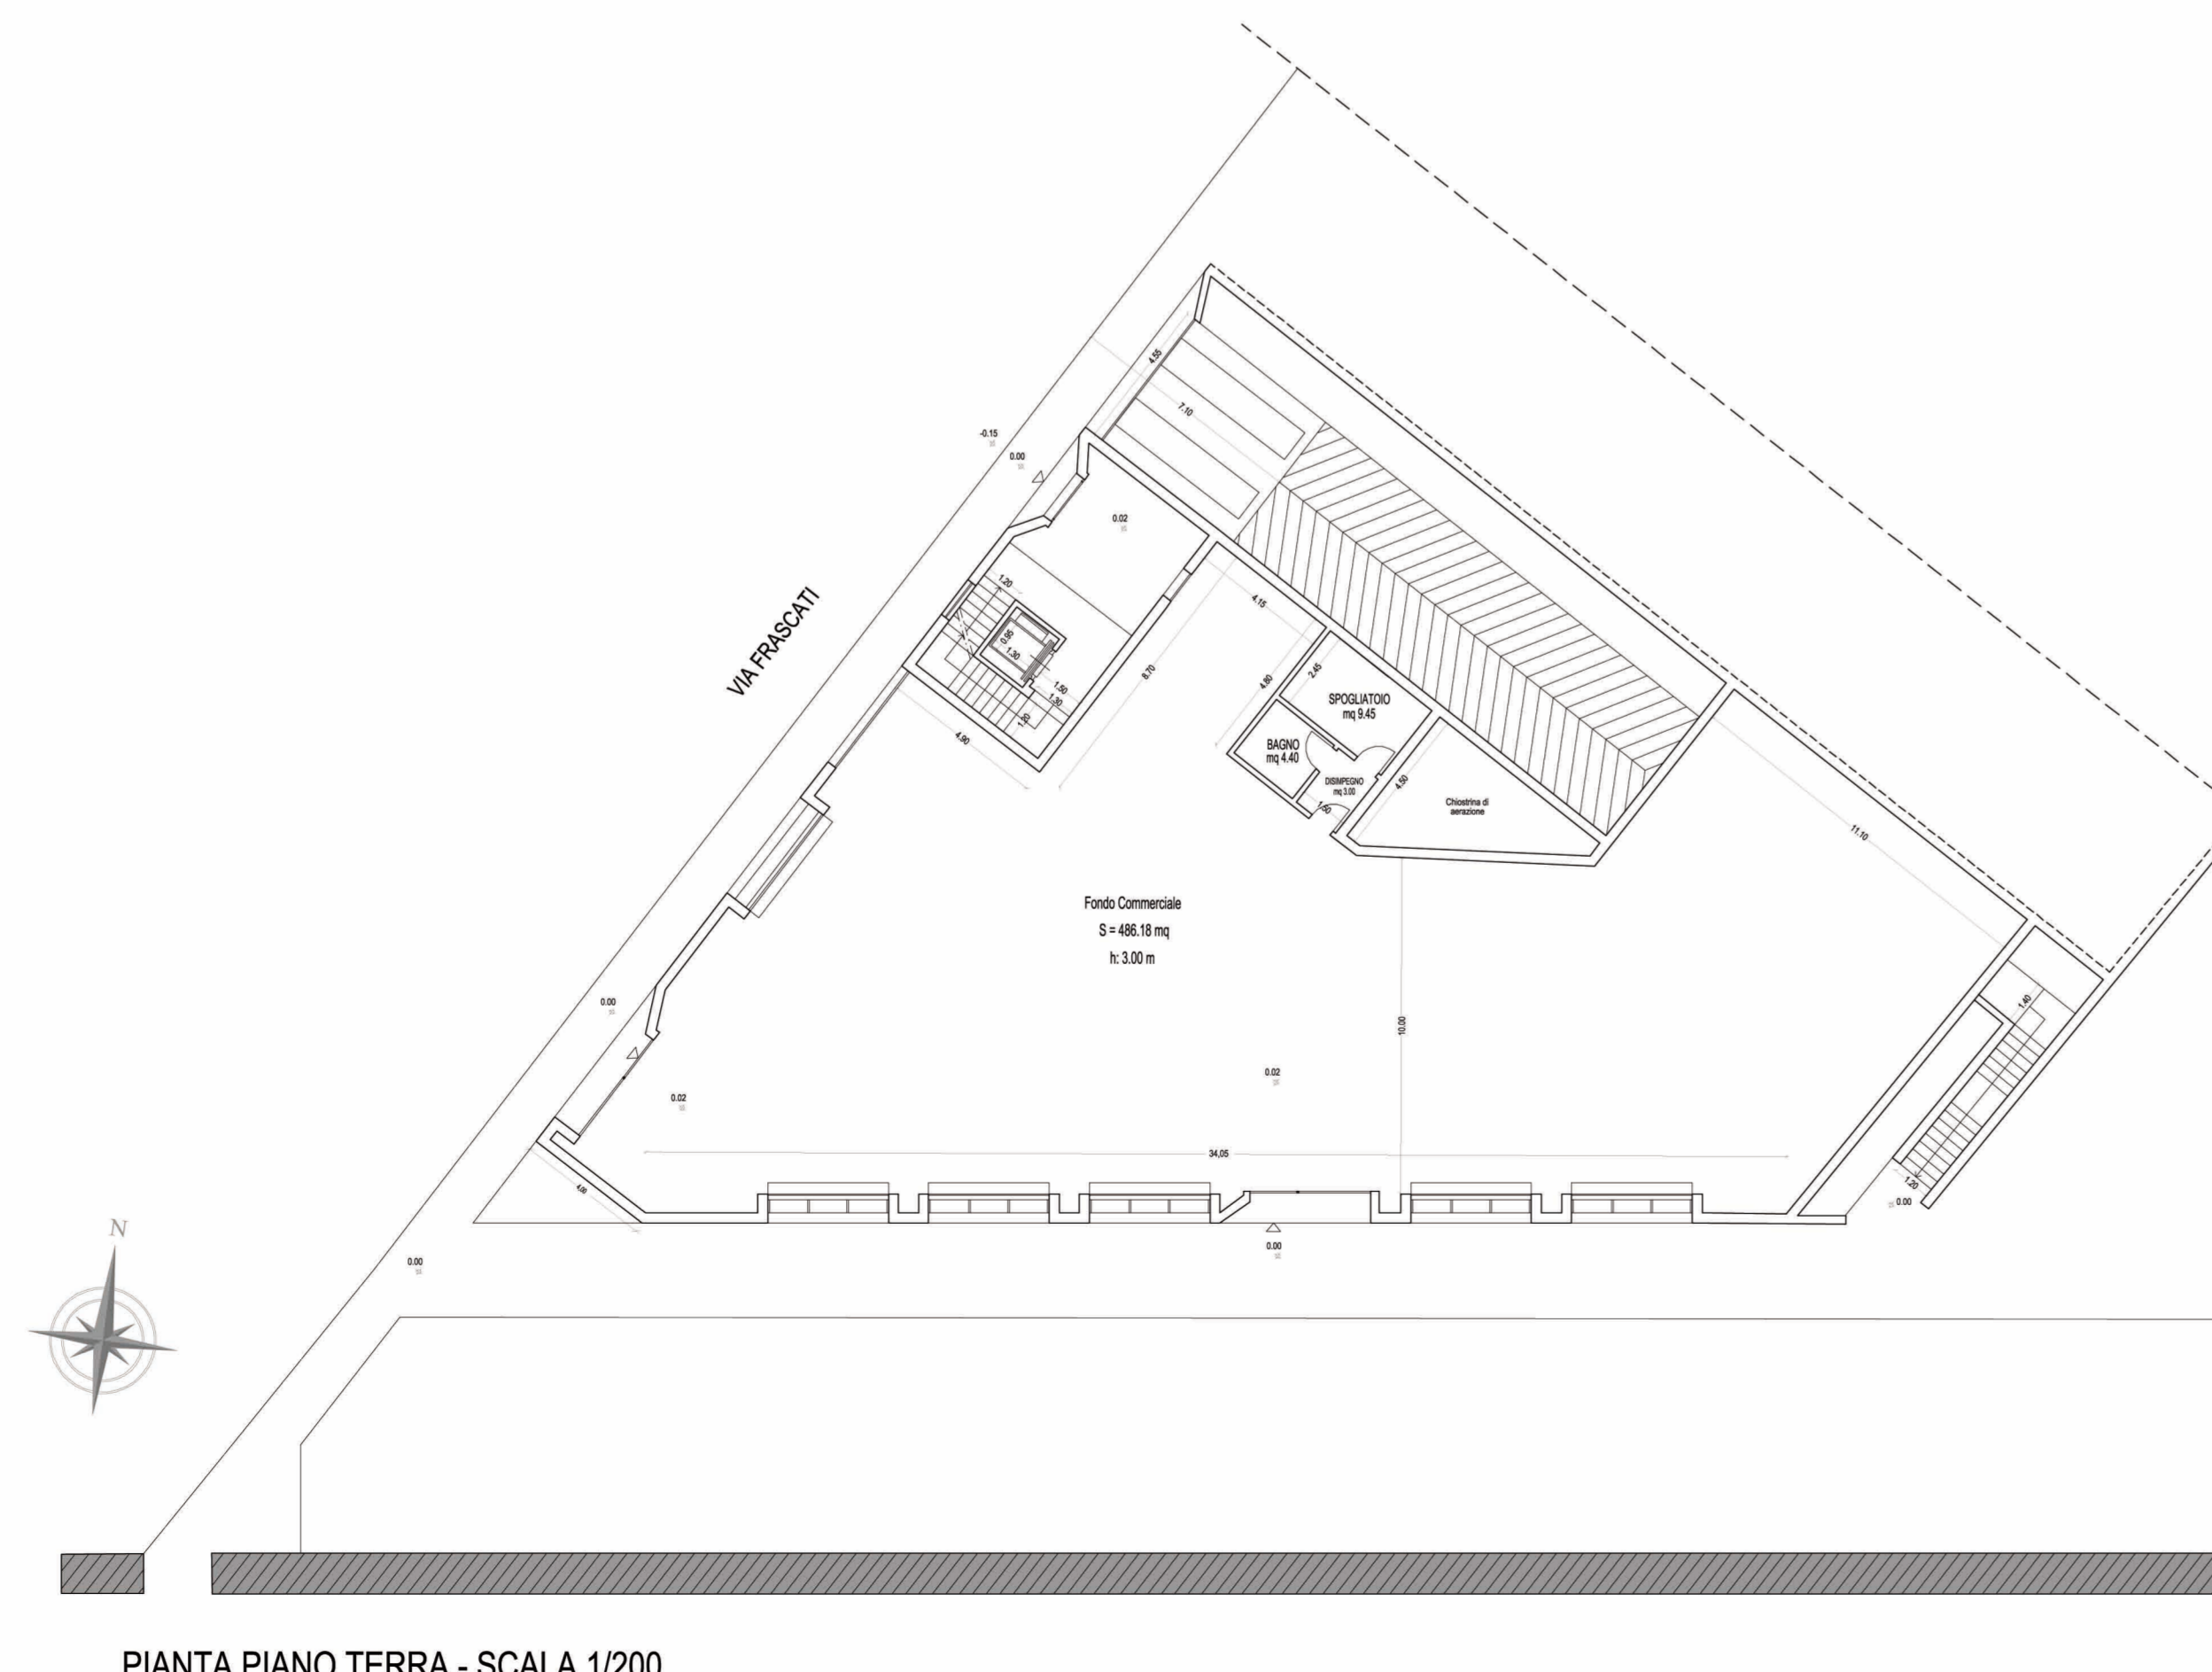 4.55
7.10
-0.15
0.00
0.02
VIA FRASCATI
1.20
0.95
1.30
1.50
1.30
1.20
4.90
8.70
4.15
4.80
2.45
SPOGLIATOIO
mq 9.45
BAGNO
mq 4.40
DISIMPEGNO
mq 3.00
1.50
4.50
Chiostrina di
aerazione
11.10
Fondo Commerciale
S = 486.18 mq
h: 3.00 m
0.00
10.00
1.40
0.02
0.02
34,05
4.00
1.20
0.00
N
0.00
0.00
PIANTA PIANO TERRA - SCALA 1/200